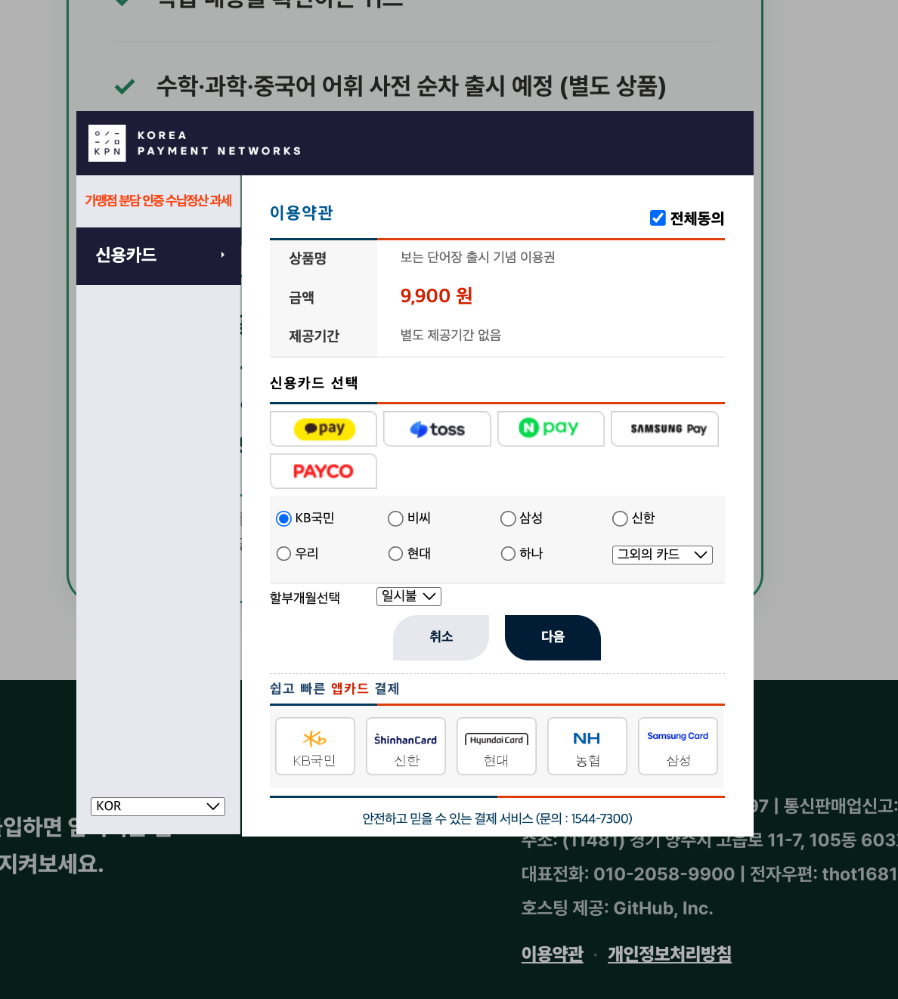 수학·과학·중국어 어휘 사전 순차 출시 예정 (별도 상품)
KPN
KOREA
PAYMENT NETWORKS
가맹점 분담 인증 수납정산 과세
신용카드
이용약관
전체동의
상품명 보는 단어장 출시 기념 이용권
금액 9,900 원
제공기간 별도 제공기간 없음
신용카드 선택
pay toss N pay SAMSUNG Pay
PAYCO
KB국민 비씨 삼성 신한
우리 현대 하나 그외의 카드
할부개월선택 일시불
취소 다음
쉽고 빠른 앱카드 결제
ShinhanCard Hyundai Card NH Samsung Card
KB국민 신한 현대 농협 삼성
KOR
안전하고 믿을 수 있는 결제 서비스 (문의 : 1544-7300)
입하면
지켜보세요.
97 | 통신판매업신고:
주소: (11481) 경기 양주시 고읍로 11-7, 105동 603
대표전화: 010-2058-9900 | 전자우편: thot1681
호스팅 제공: GitHub, Inc.
이용약관 · 개인정보처리방침